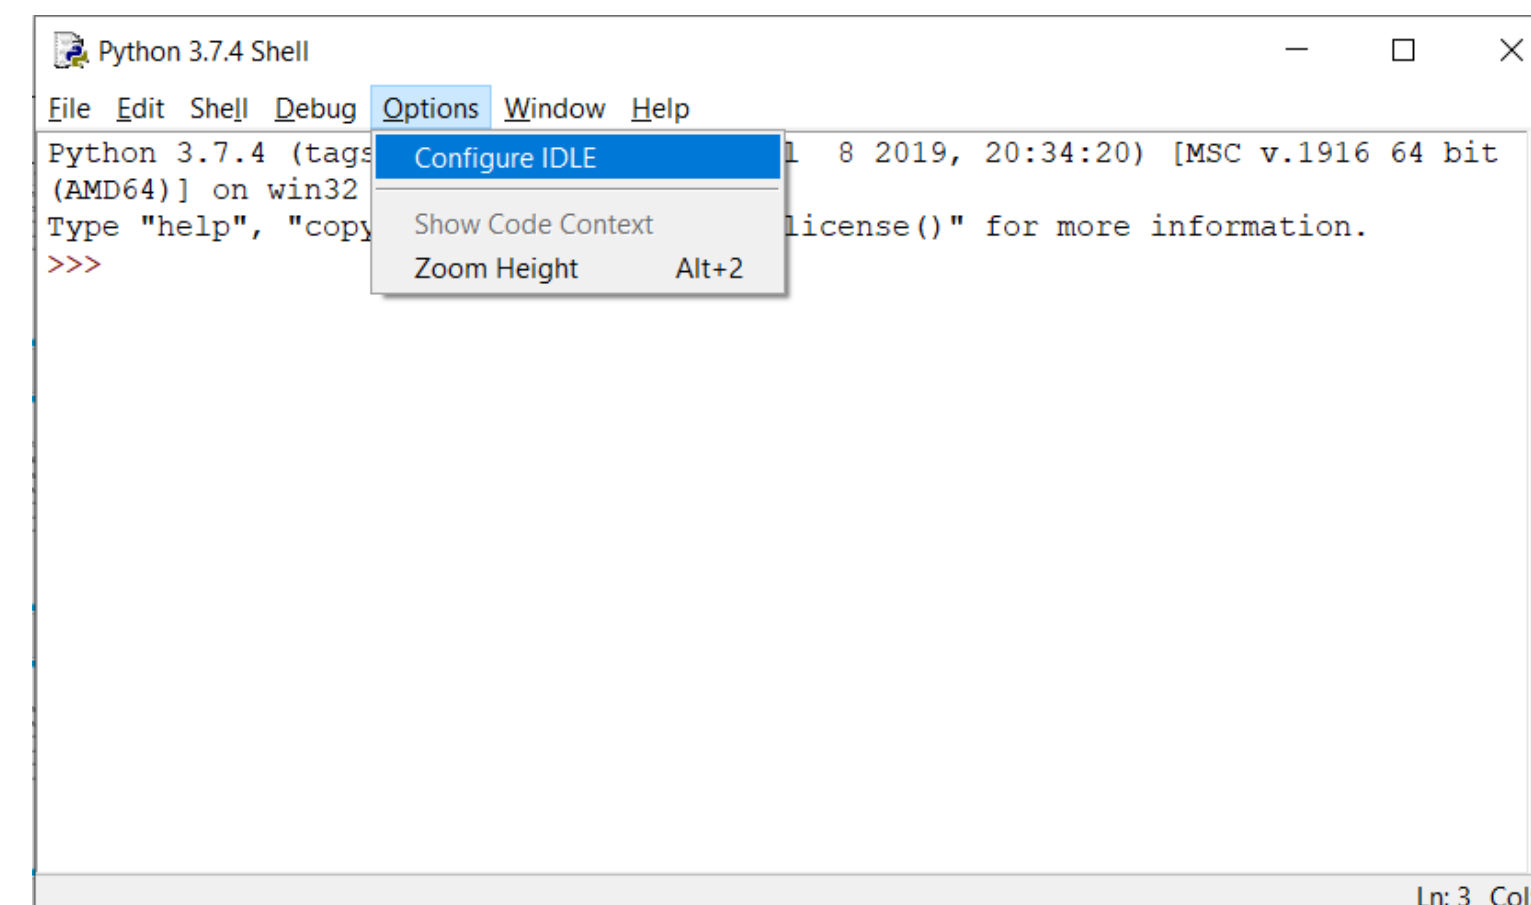 Python 3.7.4 Shell
File Edit Shell Debug Options Window Help
Python 3.7.4 (tags 8 2019, 20:34:20) [MSC v.1916 64 bit
(AMD64)] on win32
Type "help", "copy license()" for more information.
>>>
Configure IDLE
Show Code Context
Zoom Height Alt+2
Ln: 3 Col